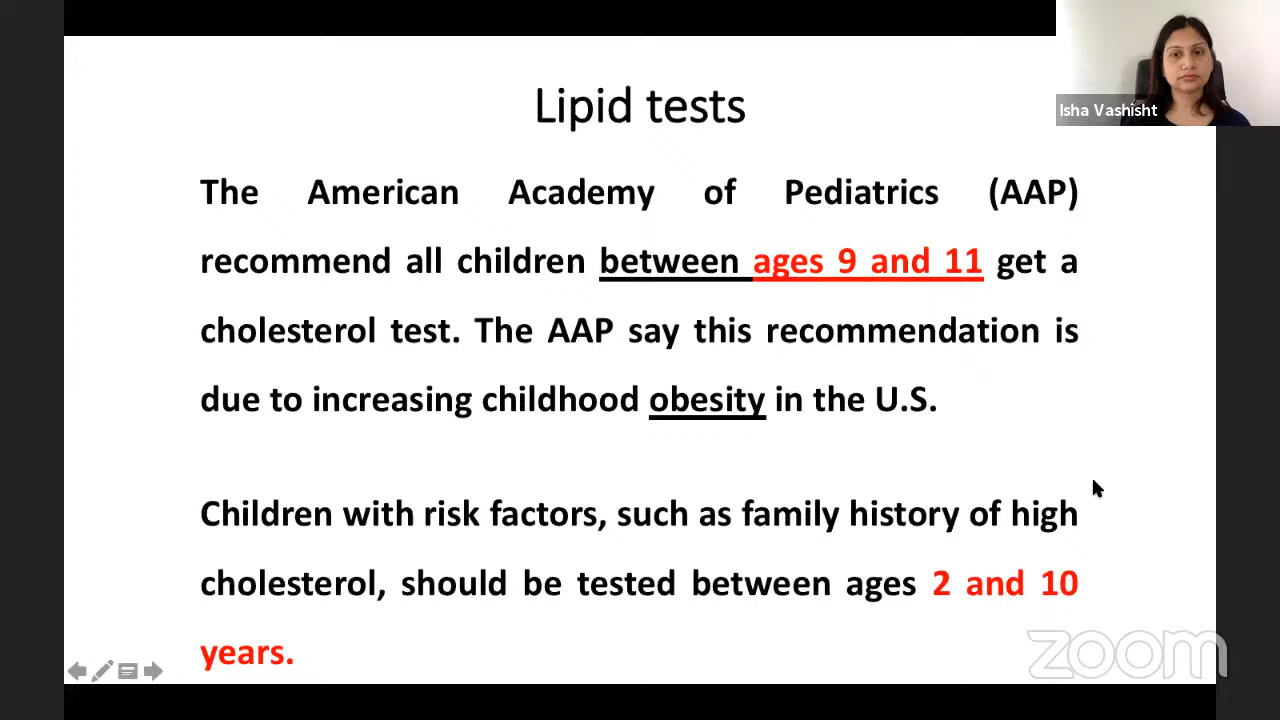 Lipid tests
Isha Vashisht
The American Academy of Pediatrics (AAP)
recommend all children between ages 9 and 11 get a
cholesterol test. The AAP say this recommendation is
due to increasing childhood obesity in the U.S.
Children with risk factors, such as family history of high
cholesterol, should be tested between ages 2 and 10
years.
zoom